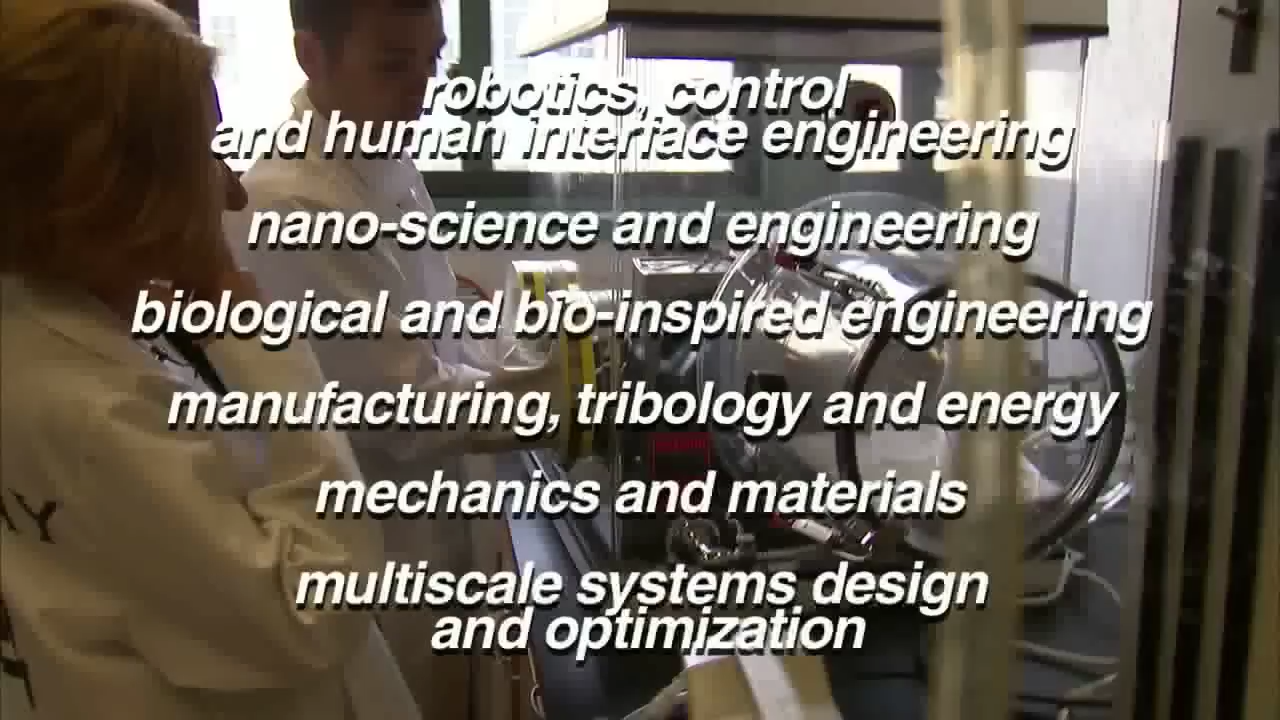 robotics, control
and human interface engineering
nano-science and engineering
biological and bio-inspired engineering
manufacturing, tribology and energy
mechanics and materials
multiscale systems design
and optimization